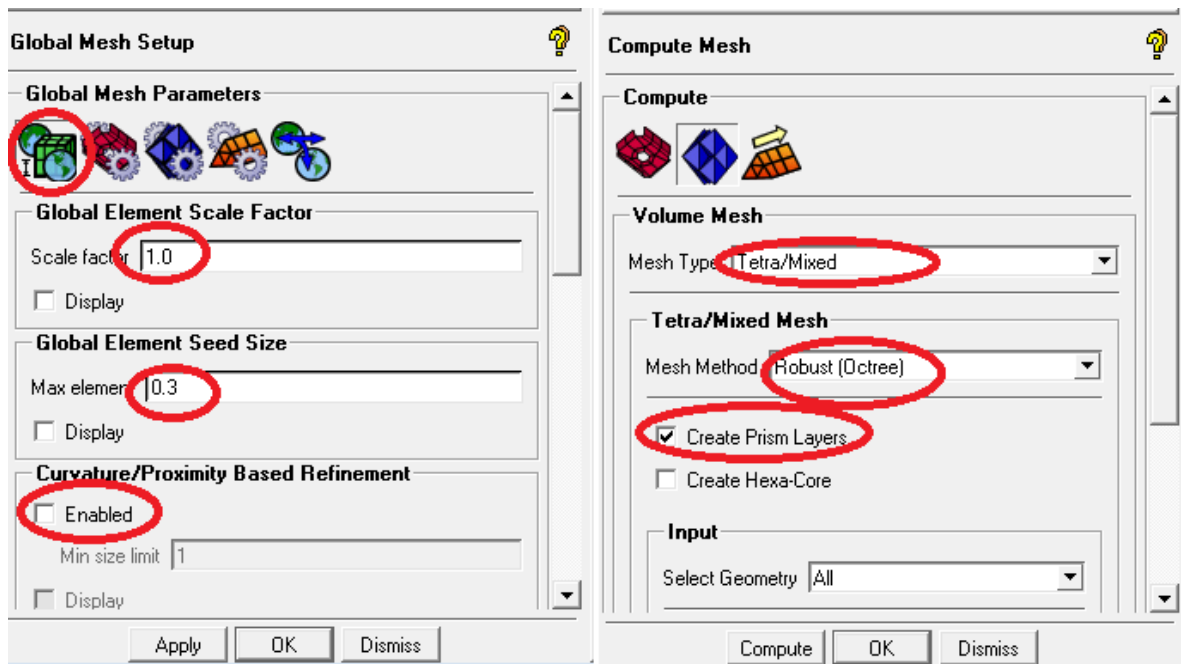 Global Mesh Setup
Global Mesh Parameters
Global Element Scale Factor
Scale factor 1.0
Display
Global Element Seed Size
Max element 0.3
Display
Curvature/Proximity Based Refinement
Enabled
Min size limit 1
Display
Apply OK Dismiss
Compute Mesh
Compute
Volume Mesh
Mesh Type Tetra/Mixed
Tetra/Mixed Mesh
Mesh Method Robust (Octree)
Create Prism Layers
Create Hexa-Core
Input
Select Geometry All
Compute OK Dismiss